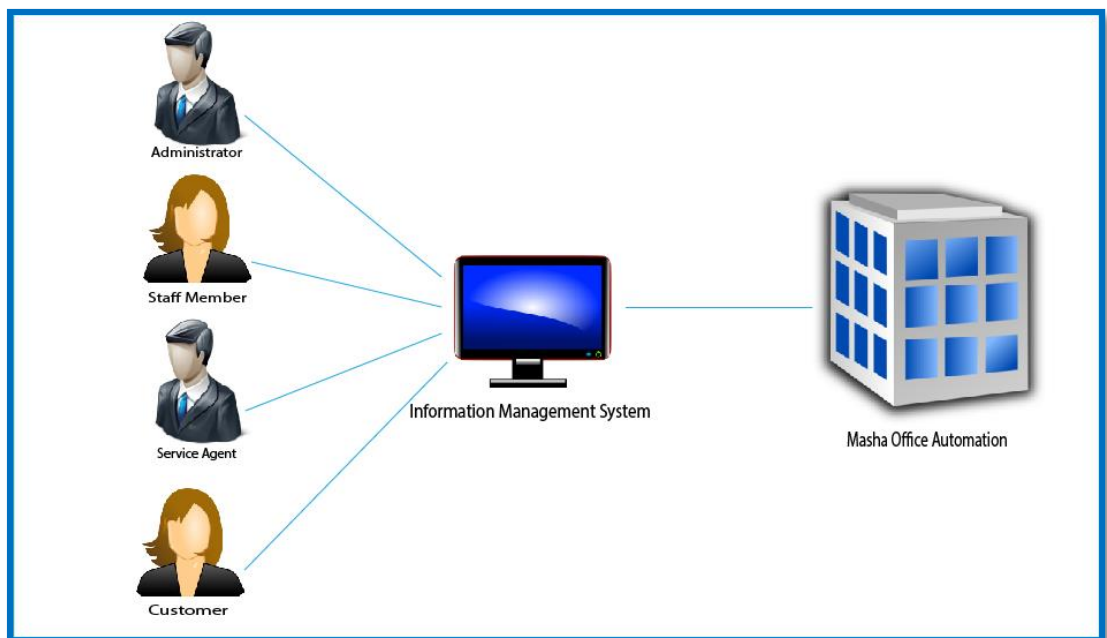 Administrator
Staff Member
Service Agent
Customer
Information Management System
Masha Office Automation